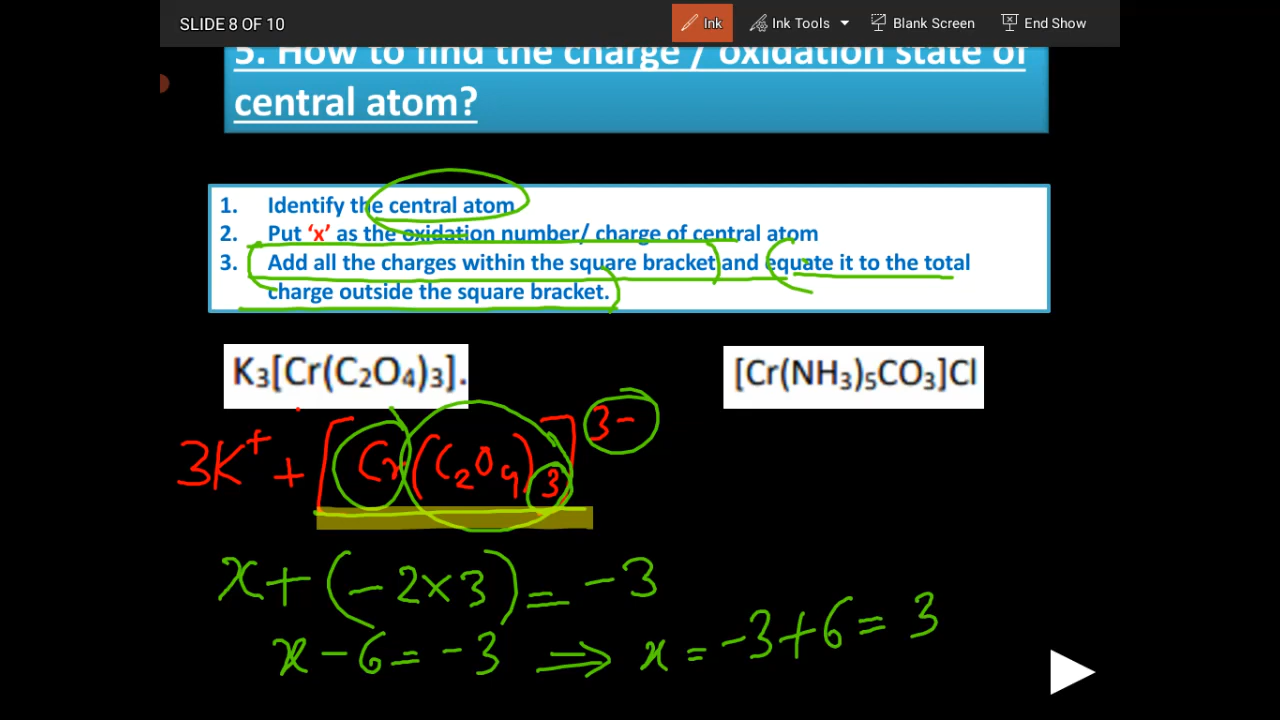 SLIDE 8 OF 10 Ink Ink Tools Blank Screen End Show
5. How to find the charge / oxidation state of
central atom?
1. Identify the central atom
2. Put ‘x’ as the oxidation number/ charge of central atom
3. Add all the charges within the square bracket and equate it to the total
charge outside the square bracket.
K₃[Cr(C₂O₄)₃]. [Cr(NH₃)₅CO₃]Cl
3K⁺ + [Cr(C₂O₄)₃]³⁻
x + (-2×3) = -3
x - 6 = -3 ⟹ x = -3+6 = 3